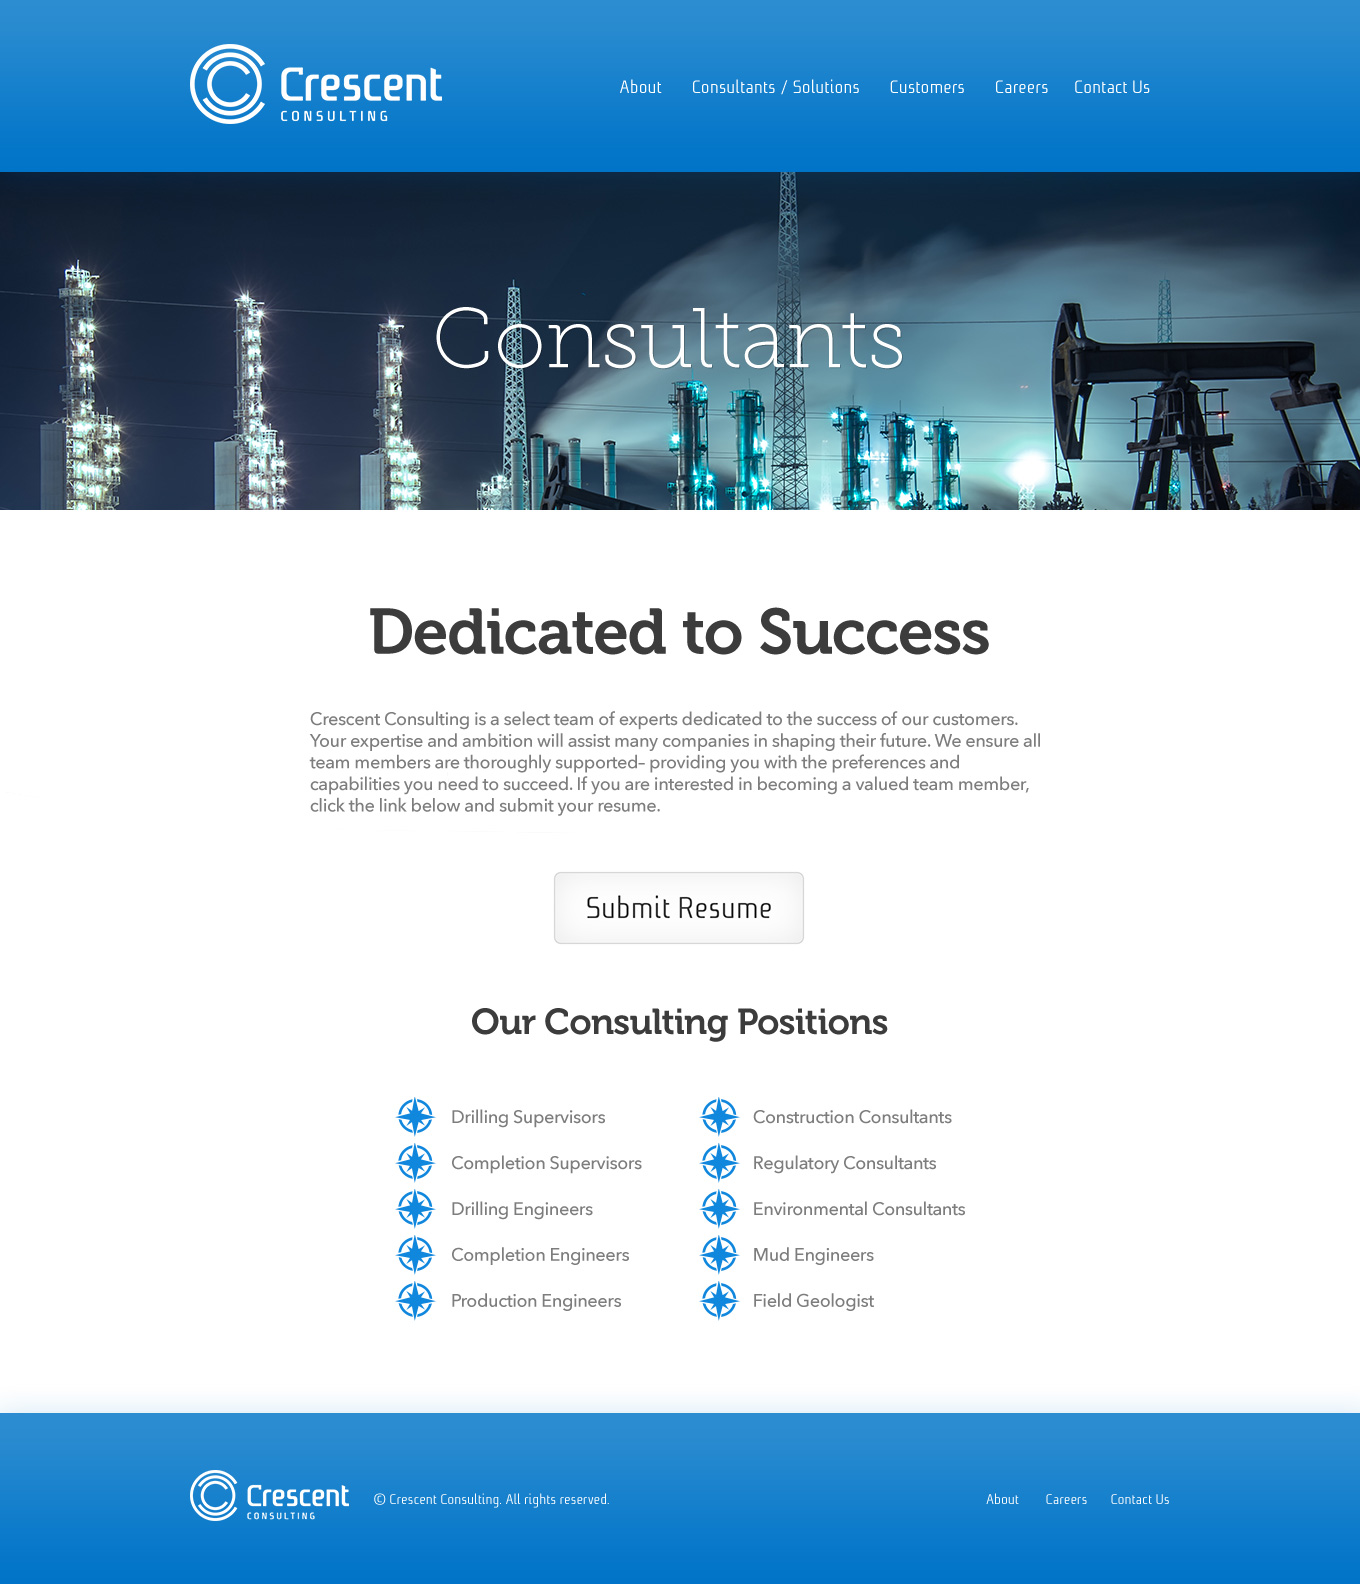 Crescent
CONSULTING
About Consultants / Solutions Customers Careers Contact Us
Consultants
Dedicated to Success
Crescent Consulting is a select team of experts dedicated to the success of our customers.
Your expertise and ambition will assist many companies in shaping their future. We ensure all
team members are thoroughly supported– providing you with the preferences and
capabilities you need to succeed. If you are interested in becoming a valued team member,
click the link below and submit your resume.
Submit Resume
Our Consulting Positions
Drilling Supervisors
Completion Supervisors
Drilling Engineers
Completion Engineers
Production Engineers
Construction Consultants
Regulatory Consultants
Environmental Consultants
Mud Engineers
Field Geologist
Crescent
CONSULTING
© Crescent Consulting. All rights reserved.
About Careers Contact Us